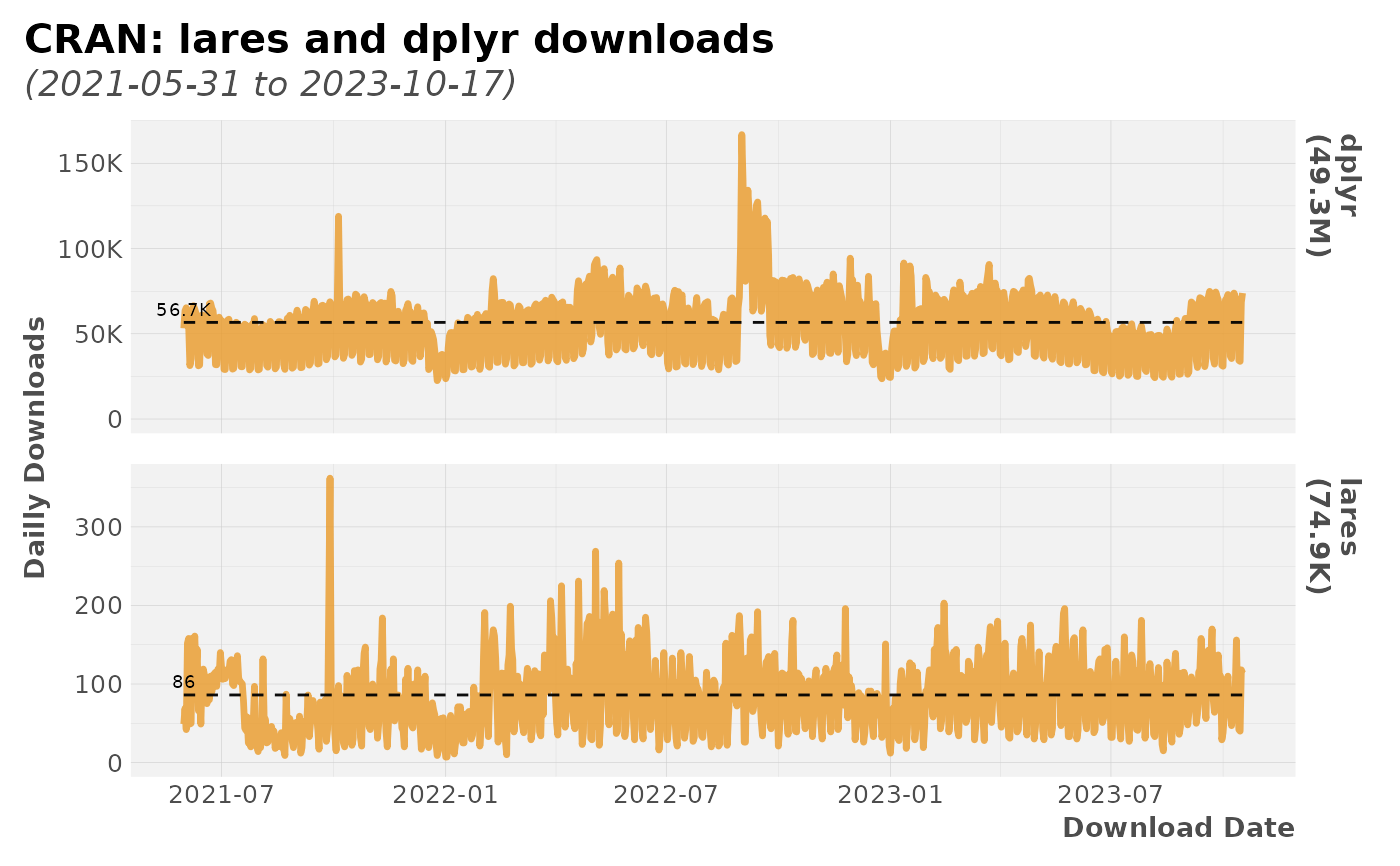 CRAN: lares and dplyr downloads
(2021-05-31 to 2023-10-17)
Dailly Downloads
150K
100K
50K
0
56.7K
dplyr
(49.3M)
300
200
100
0
86
lares
(74.9K)
2021-07
2022-01
2022-07
2023-01
2023-07
Download Date